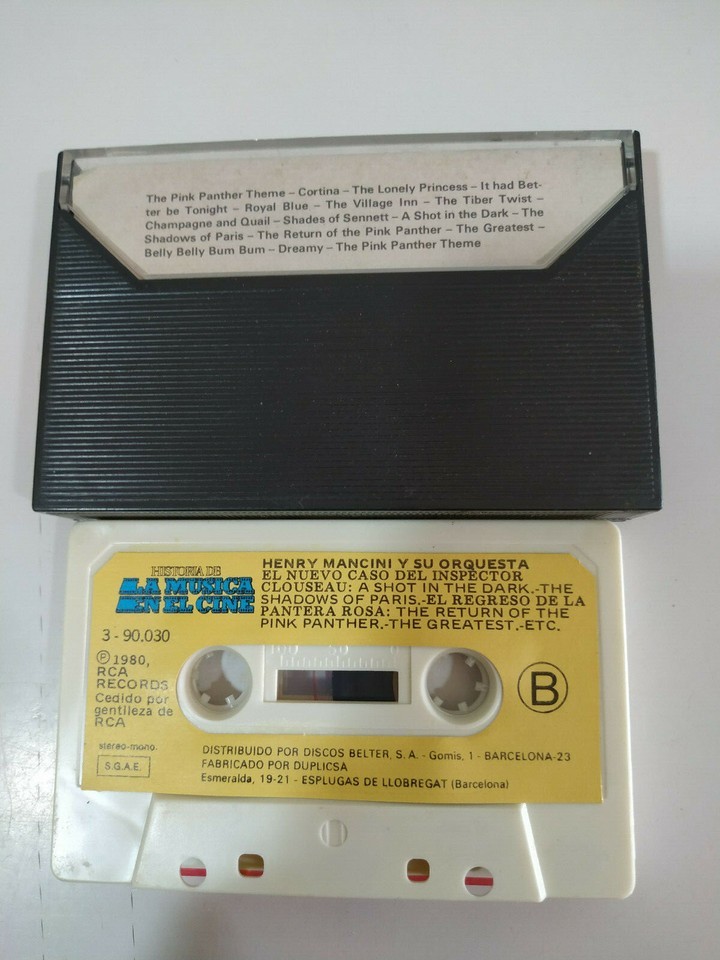 The Pink Panther Theme – Cortina – The Lonely Princess – It had Bet-
ter be Tonight – Royal Blue – The Village Inn – The Tiber Twist –
Champagne and Quail – Shades of Sennett – A Shot in the Dark – The
Shadows of Paris – The Return of the Pink Panther – The Greatest –
Belly Belly Bum Bum – Dreamy – The Pink Panther Theme
HISTORIA DE
LA MUSICA
EN EL CINE
HENRY MANCINI Y SU ORQUESTA
EL NUEVO CASO DEL INSPECTOR
CLOUSEAU: A SHOT IN THE DARK.-THE
SHADOWS OF PARIS.-EL REGRESO DE LA
PANTERA ROSA: THE RETURN OF THE
PINK PANTHER.-THE GREATEST.-ETC.
3-90.030
℗ 1980,
RCA
RECORDS
Cedido por
gentileza de
RCA
stereo-mono.
S.G.A.E.
100 50 0
B
DISTRIBUIDO POR DISCOS BELTER, S. A. - Gomis, 1 - BARCELONA-23
FABRICADO POR DUPLICSA
Esmeralda, 19-21 - ESPLUGAS DE LLOBREGAT (Barcelona)